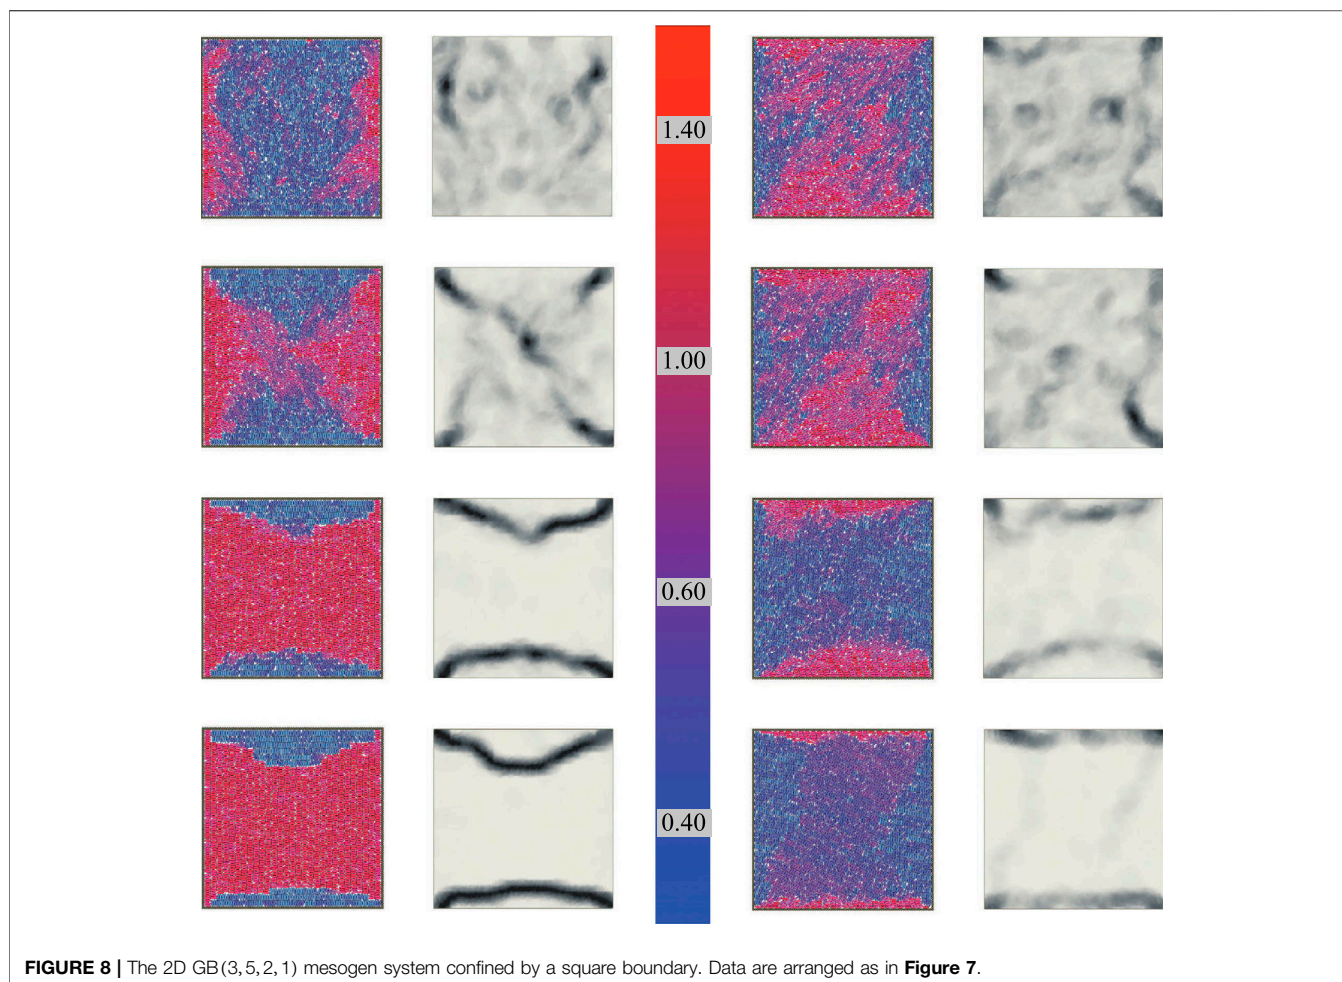 1.40
1.00
0.60
0.40
FIGURE 8 | The 2D GB(3, 5, 2, 1) mesogen system confined by a square boundary. Data are arranged as in Figure 7.